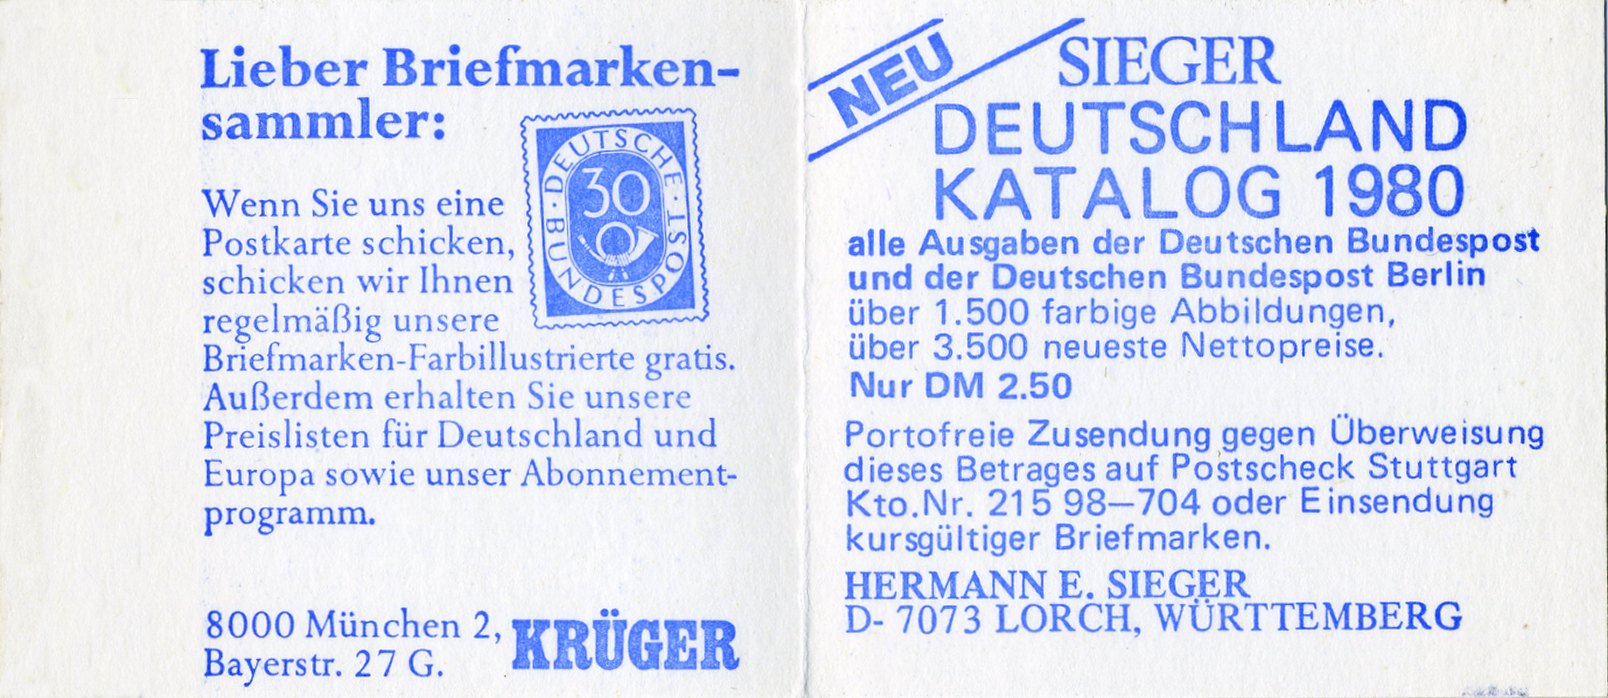 Lieber Briefmarken-
sammler:
DEUTSCHE BUNDESPOST
30
Wenn Sie uns eine
Postkarte schicken,
schicken wir Ihnen
regelmäßig unsere
Briefmarken-Farbillustrierte gratis.
Außerdem erhalten Sie unsere
Preislisten für Deutschland und
Europa sowie unser Abonnement-
programm.
8000 München 2,
Bayerstr. 27 G.
KRÜGER
NEU
SIEGER
DEUTSCHLAND
KATALOG 1980
alle Ausgaben der Deutschen Bundespost
und der Deutschen Bundespost Berlin
über 1.500 farbige Abbildungen,
über 3.500 neueste Nettopreise.
Nur DM 2.50
Portofreie Zusendung gegen Überweisung
dieses Betrages auf Postscheck Stuttgart
Kto.Nr. 215 98—704 oder Einsendung
kursgültiger Briefmarken.
HERMANN E. SIEGER
D- 7073 LORCH, WÜRTTEMBERG